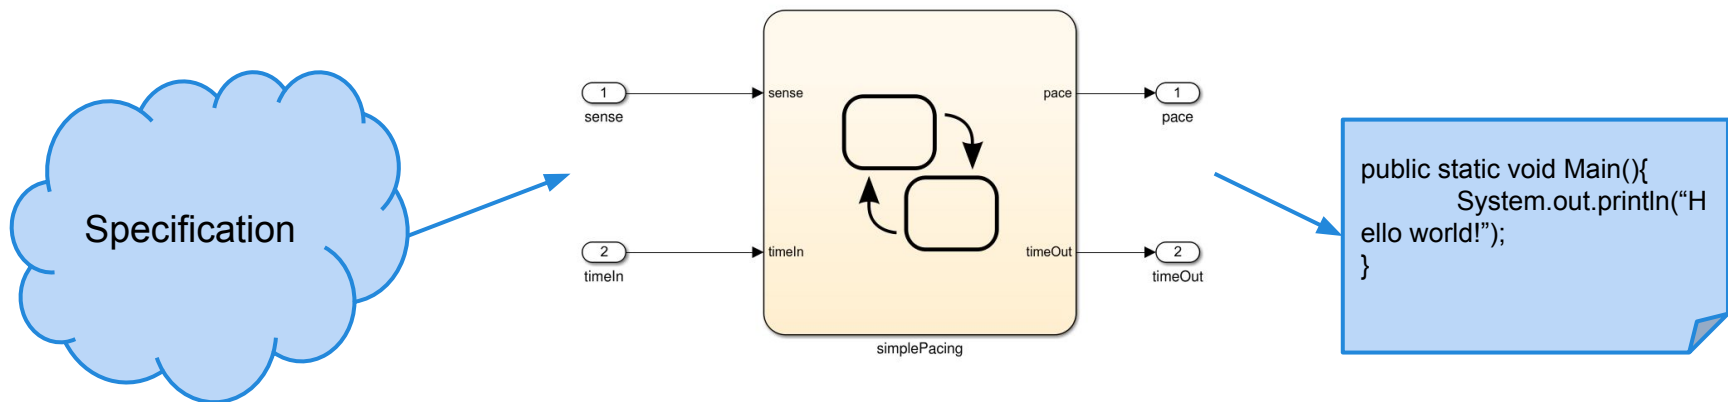 Specification
1
sense
2
timeIn
sense
timeIn
pace
timeOut
simplePacing
1
pace
2
timeOut
public static void Main(){
System.out.println(“H
ello world!”);
}